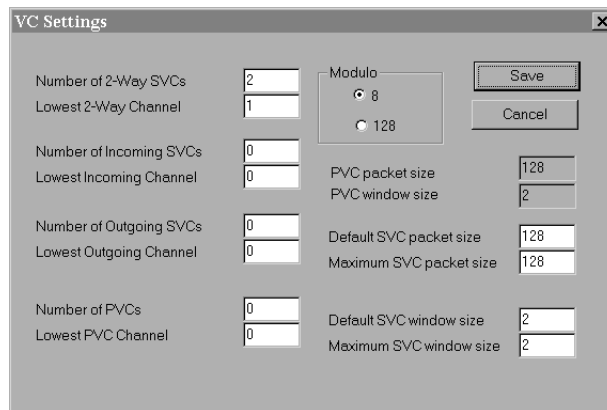 VC Settings
Number of 2-Way SVCs 2
Lowest 2-Way Channel 1
Number of Incoming SVCs 0
Lowest Incoming Channel 0
Number of Outgoing SVCs 0
Lowest Outgoing Channel 0
Number of PVCs 0
Lowest PVC Channel 0
Modulo
8
128
Save
Cancel
PVC packet size 128
PVC window size 2
Default SVC packet size 128
Maximum SVC packet size 128
Default SVC window size 2
Maximum SVC window size 2